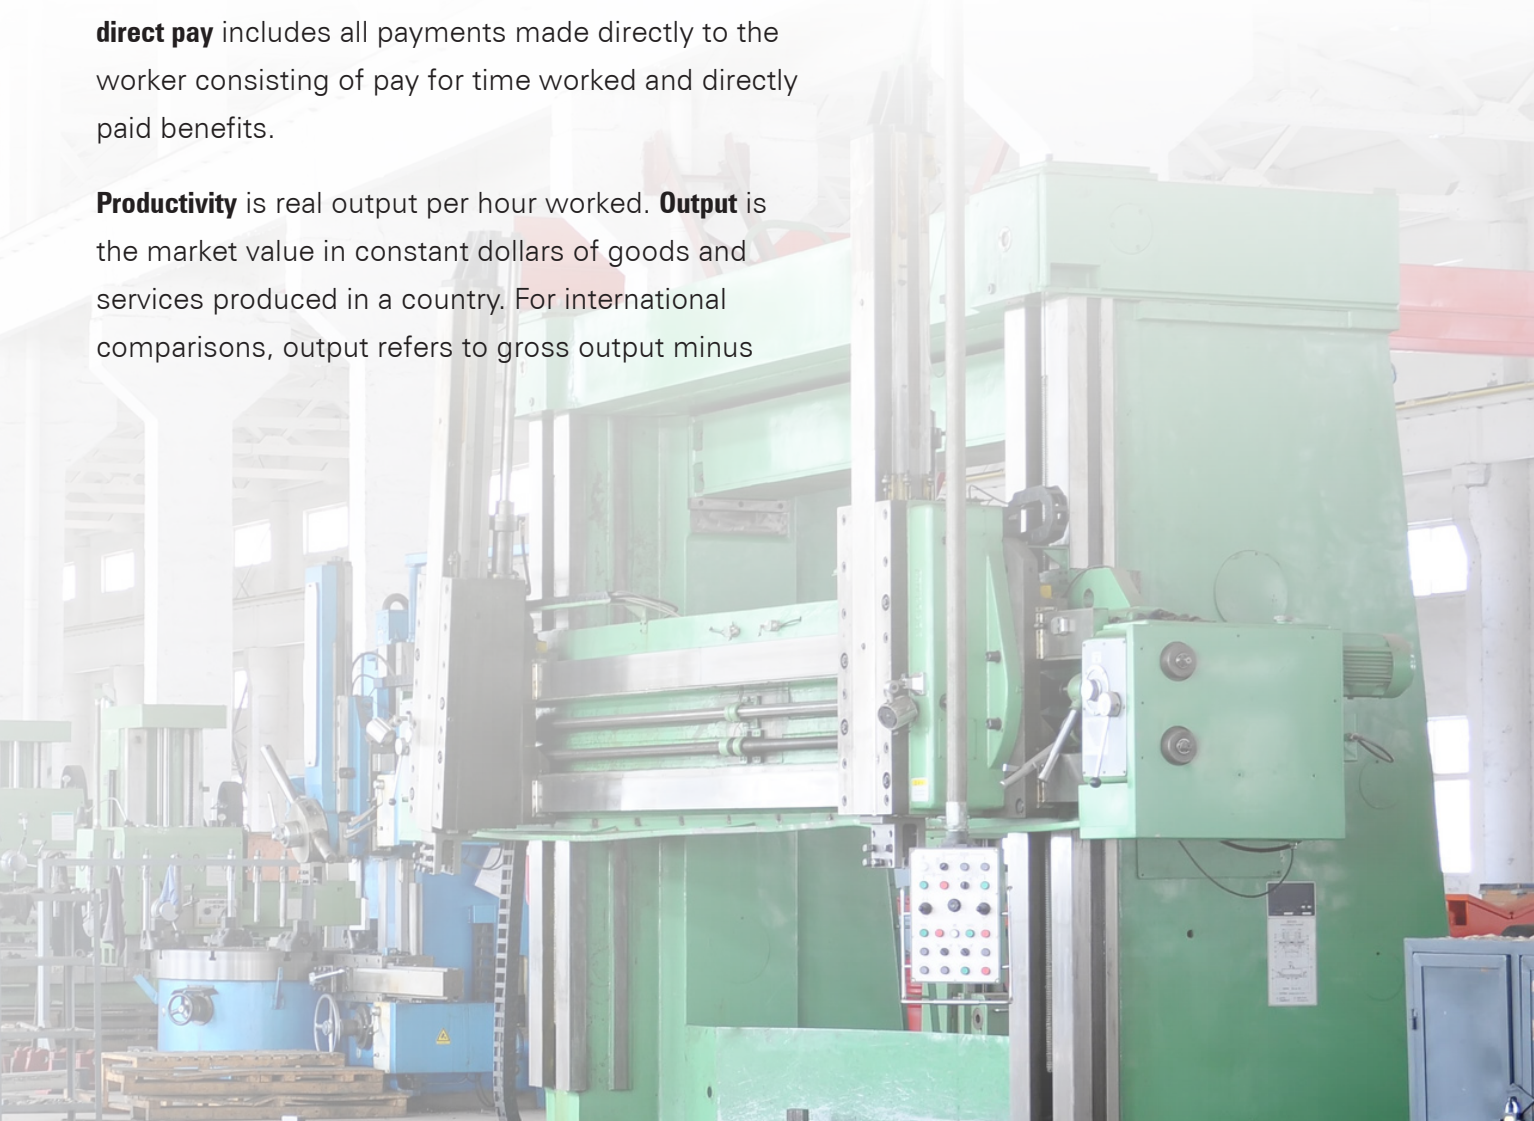 direct pay includes all payments made directly to the
worker consisting of pay for time worked and directly
paid benefits.
Productivity is real output per hour worked. Output is
the market value in constant dollars of goods and
services produced in a country. For international
comparisons, output refers to gross output minus